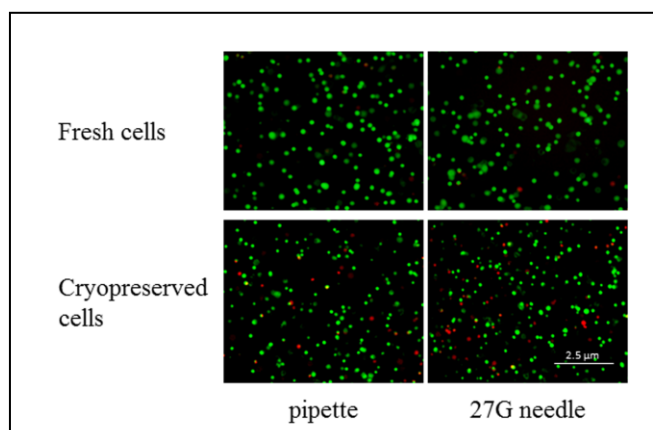 Fresh cells
Cryopreserved
cells
2.5 µm
pipette
27G needle